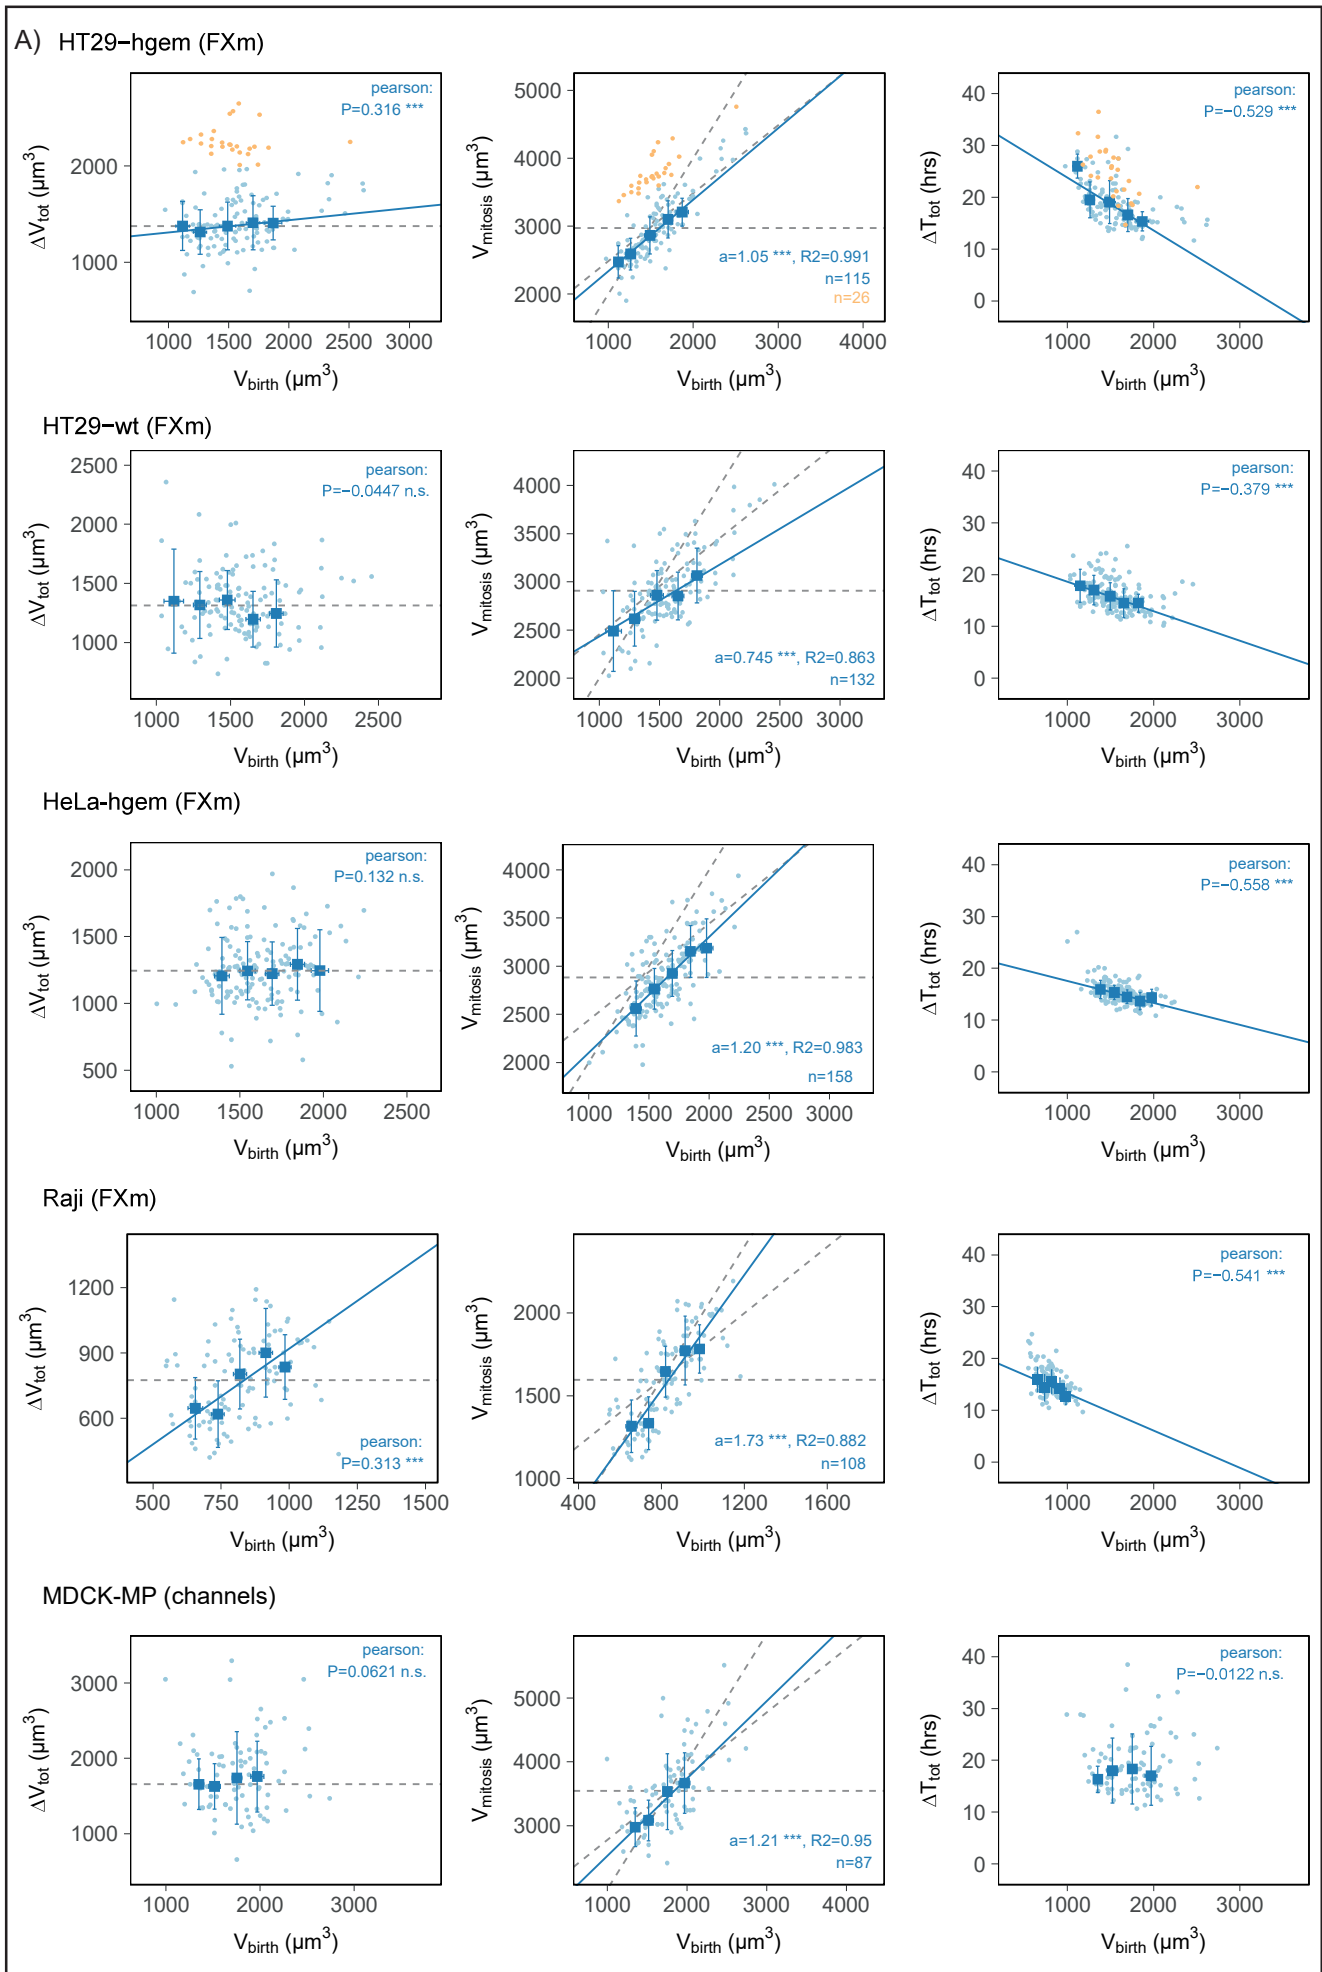 A) HT29−hgem (FXm)
pearson:
P=0.316 ***
2000
1000
ΔVtot (μm³)
1000 1500 2000 2500 3000
Vbirth (μm³)
5000
4000
3000
2000
Vmitosis (μm³)
a=1.05 ***, R2=0.991
n=115
n=26
1000 2000 3000 4000
Vbirth (μm³)
pearson:
P=−0.529 ***
40
30
20
10
0
ΔTtot (hrs)
1000 2000 3000
Vbirth (μm³)
HT29−wt (FXm)
pearson:
P=−0.0447 n.s.
2500
2000
1500
1000
ΔVtot (μm³)
1000 1500 2000 2500
Vbirth (μm³)
4000
3500
3000
2500
2000
Vmitosis (μm³)
a=0.745 ***, R2=0.863
n=132
1000 1500 2000 2500 3000
Vbirth (μm³)
pearson:
P=−0.379 ***
40
30
20
10
0
ΔTtot (hrs)
1000 2000 3000
Vbirth (μm³)
HeLa-hgem (FXm)
pearson:
P=0.132 n.s.
2000
1500
1000
500
ΔVtot (μm³)
1000 1500 2000 2500
Vbirth (μm³)
4000
3500
3000
2500
2000
Vmitosis (μm³)
a=1.20 ***, R2=0.983
n=158
1000 1500 2000 2500 3000
Vbirth (μm³)
pearson:
P=−0.558 ***
40
30
20
10
0
ΔTtot (hrs)
1000 2000 3000
Vbirth (μm³)
Raji (FXm)
1200
900
600
ΔVtot (μm³)
pearson:
P=0.313 ***
500 750 1000 1250 1500
Vbirth (μm³)
2000
1500
1000
Vmitosis (μm³)
a=1.73 ***, R2=0.882
n=108
400 800 1200 1600
Vbirth (μm³)
pearson:
P=−0.541 ***
40
30
20
10
0
ΔTtot (hrs)
1000 2000 3000
Vbirth (μm³)
MDCK-MP (channels)
pearson:
P=0.0621 n.s.
3000
2000
1000
ΔVtot (μm³)
1000 2000 3000
Vbirth (μm³)
5000
4000
3000
Vmitosis (μm³)
a=1.21 ***, R2=0.95
n=87
1000 2000 3000 4000
Vbirth (μm³)
pearson:
P=−0.0122 n.s.
40
30
20
10
0
ΔTtot (hrs)
1000 2000 3000
Vbirth (μm³)